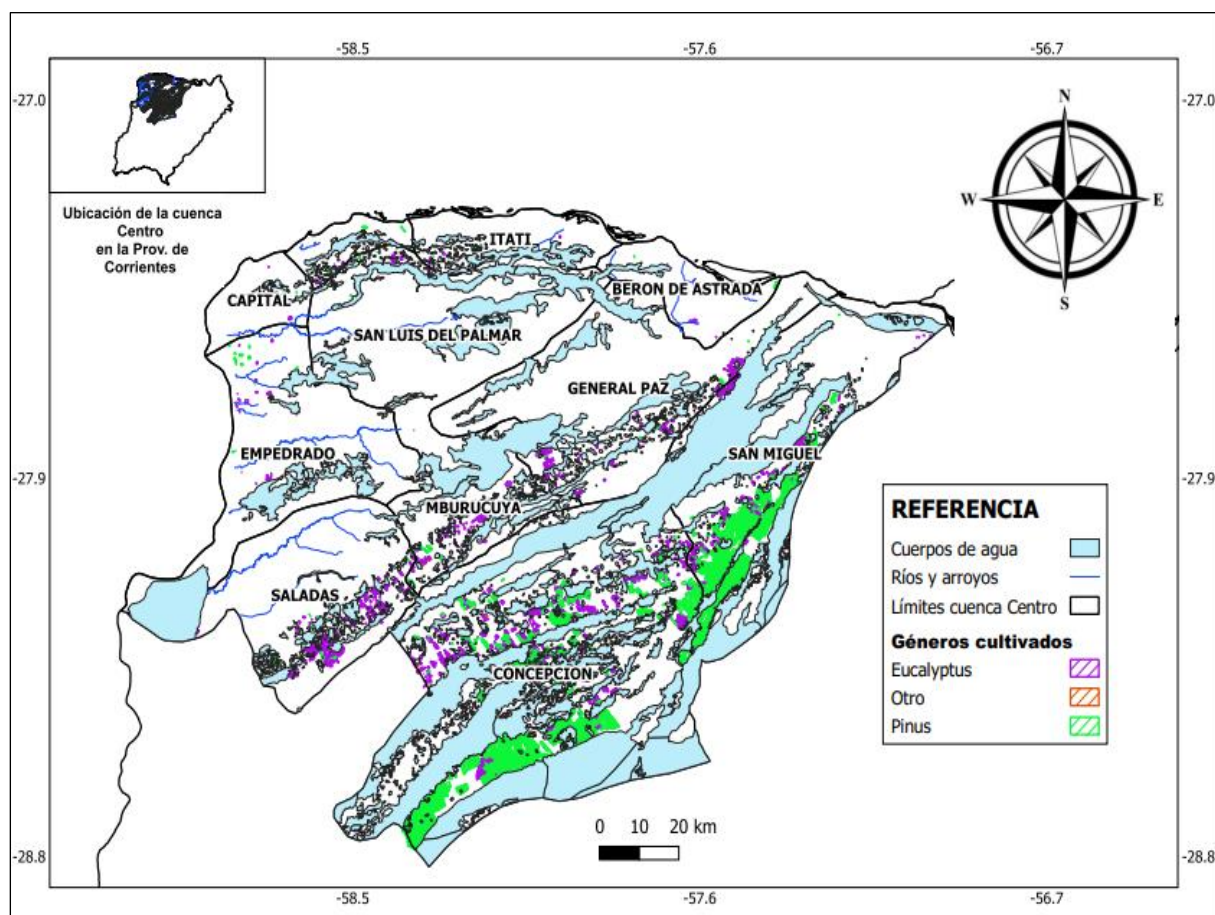 -58.5
-57.6
-56.7
-27.0
-27.0
Ubicación de la cuenca
Centro
en la Prov. de
Corrientes
N
W
E
S
ITATI
CAPITAL
BERON DE ASTRADA
SAN LUIS DEL PALMAR
GENERAL PAZ
EMPEDRADO
SAN MIGUEL
-27.9
-27.9
MBURUCUYA
SALADAS
CONCEPCION
REFERENCIA
Cuerpos de agua
Ríos y arroyos
Límites cuenca Centro
Géneros cultivados
Eucalyptus
Otro
Pinus
0 10 20 km
-28.8
-28.8
-58.5
-57.6
-56.7